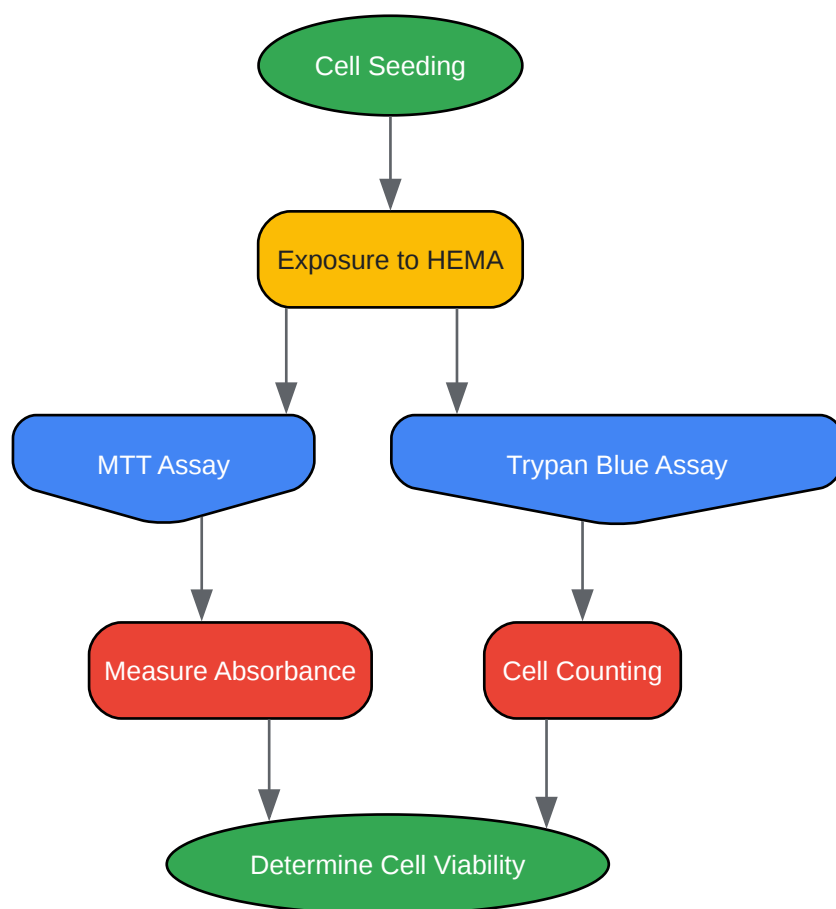 Cell Seeding
Exposure to HEMA
MTT Assay
Trypan Blue Assay
Measure Absorbance
Cell Counting
Determine Cell Viability